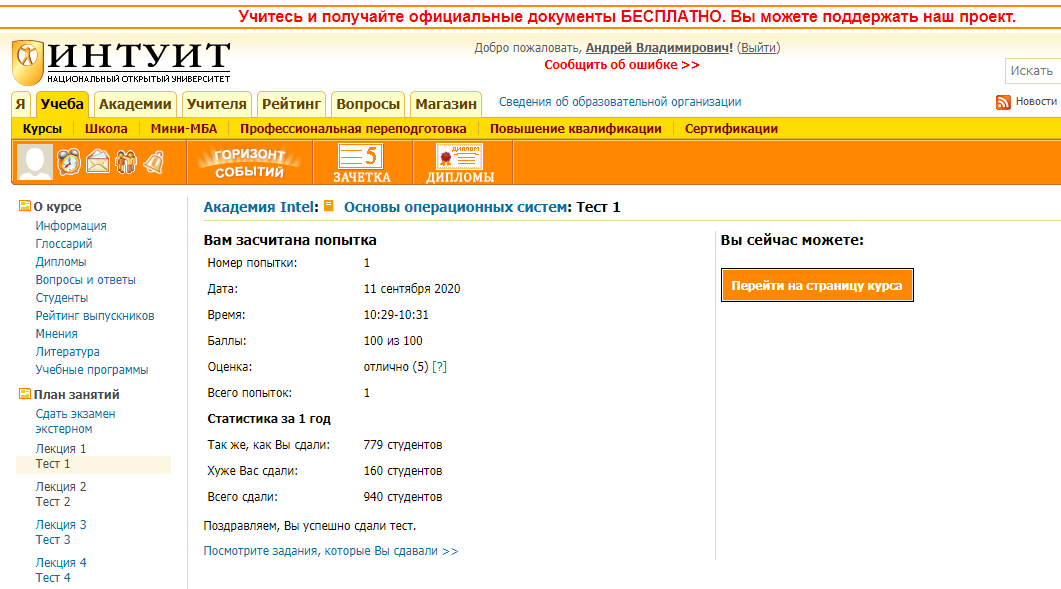 Учитесь и получайте официальные документы БЕСПЛАТНО. Вы можете поддержать наш проект.
ИНТУИТ
НАЦИОНАЛЬНЫЙ ОТКРЫТЫЙ УНИВЕРСИТЕТ
Добро пожаловать, Андрей Владимирович! (Выйти)
Сообщить об ошибке >>
Искать
Я Учеба Академии Учителя Рейтинг Вопросы Магазин Сведения об образовательной организации Новости
Курсы Школа Мини-МБА Профессиональная переподготовка Повышение квалификации Сертификации
ГОРИЗОНТ
СОБЫТИЙ
5
ЗАЧЕТКА
ДИПЛОМ
ДИПЛОМЫ
О курсе
Информация
Глоссарий
Дипломы
Вопросы и ответы
Студенты
Рейтинг выпускников
Мнения
Литература
Учебные программы
План занятий
Сдать экзамен
экстерном
Лекция 1
Тест 1
Лекция 2
Тест 2
Лекция 3
Тест 3
Лекция 4
Тест 4
Академия Intel: Основы операционных систем: Тест 1
Вам засчитана попытка
Номер попытки: 1
Дата: 11 сентября 2020
Время: 10:29-10:31
Баллы: 100 из 100
Оценка: отлично (5) [?]
Всего попыток: 1
Статистика за 1 год
Так же, как Вы сдали: 779 студентов
Хуже Вас сдали: 160 студентов
Всего сдали: 940 студентов
Поздравляем, Вы успешно сдали тест.
Посмотрите задания, которые Вы сдавали >>
Вы сейчас можете:
Перейти на страницу курса